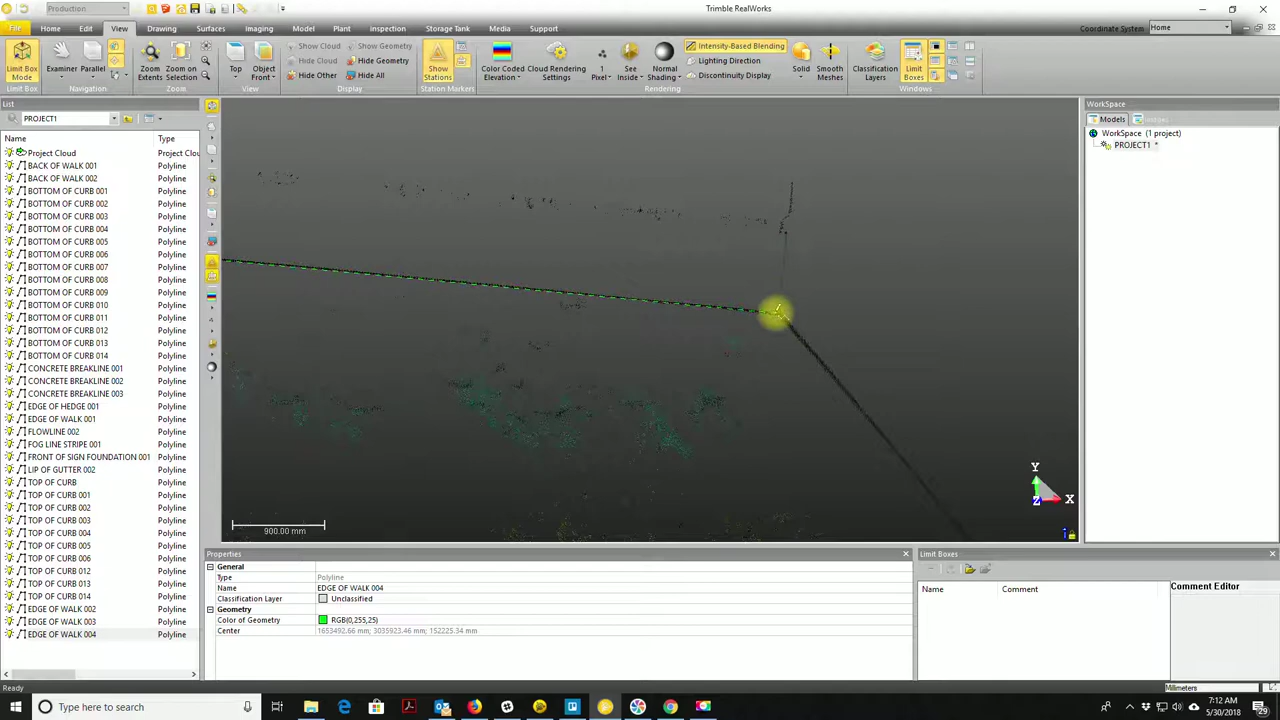 Production
Trimble RealWorks
File
Home
Edit
View
Drawing
Surfaces
Imaging
Model
Plant
Inspection
Storage Tank
Media
Support
Coordinate System
Home
Limit Box Mode
Examiner
Parallel
Zoom Extents
Zoom on Selection
Top
Object Front
Show Cloud
Hide Cloud
Hide Other
Show Geometry
Hide Geometry
Hide All
Show Stations
Color Coded Elevation
Cloud Rendering Settings
1 Pixel
See Inside
Normal Shading
Intensity-Based Blending
Lighting Direction
Discontinuity Display
Solid
Smooth Meshes
Classification Layers
Limit Boxes
Limit Box
Navigation
Zoom
View
Display
Station Markers
Rendering
Windows
List
PROJECT1
Name Type
Project Cloud Project Clou
BACK OF WALK 001 Polyline
BACK OF WALK 002 Polyline
BOTTOM OF CURB 001 Polyline
BOTTOM OF CURB 002 Polyline
BOTTOM OF CURB 003 Polyline
BOTTOM OF CURB 004 Polyline
BOTTOM OF CURB 005 Polyline
BOTTOM OF CURB 006 Polyline
BOTTOM OF CURB 007 Polyline
BOTTOM OF CURB 008 Polyline
BOTTOM OF CURB 009 Polyline
BOTTOM OF CURB 010 Polyline
BOTTOM OF CURB 011 Polyline
BOTTOM OF CURB 012 Polyline
BOTTOM OF CURB 013 Polyline
BOTTOM OF CURB 014 Polyline
CONCRETE BREAKLINE 001 Polyline
CONCRETE BREAKLINE 002 Polyline
CONCRETE BREAKLINE 003 Polyline
EDGE OF HEDGE 001 Polyline
EDGE OF WALK 001 Polyline
FLOWLINE 002 Polyline
FOG LINE STRIPE 001 Polyline
FRONT OF SIGN FOUNDATION 001 Polyline
LIP OF GUTTER 002 Polyline
TOP OF CURB Polyline
TOP OF CURB 001 Polyline
TOP OF CURB 002 Polyline
TOP OF CURB 003 Polyline
TOP OF CURB 004 Polyline
TOP OF CURB 005 Polyline
TOP OF CURB 006 Polyline
TOP OF CURB 012 Polyline
TOP OF CURB 013 Polyline
TOP OF CURB 014 Polyline
EDGE OF WALK 002 Polyline
EDGE OF WALK 003 Polyline
EDGE OF WALK 004 Polyline
900.00 mm
Y
X
Z
WorkSpace
Models
WorkSpace (1 project)
PROJECT1 *
Properties
General
Type Polyline
Name EDGE OF WALK 004
Classification Layer Unclassified
Geometry
Color of Geometry RGB(0,255,25)
Center 1653492.66 mm; 3035923.46 mm; 152225.34 mm
Limit Boxes
Name Comment
Comment Editor
Ready
Millimeters
Type here to search
7:12 AM
5/30/2018
29